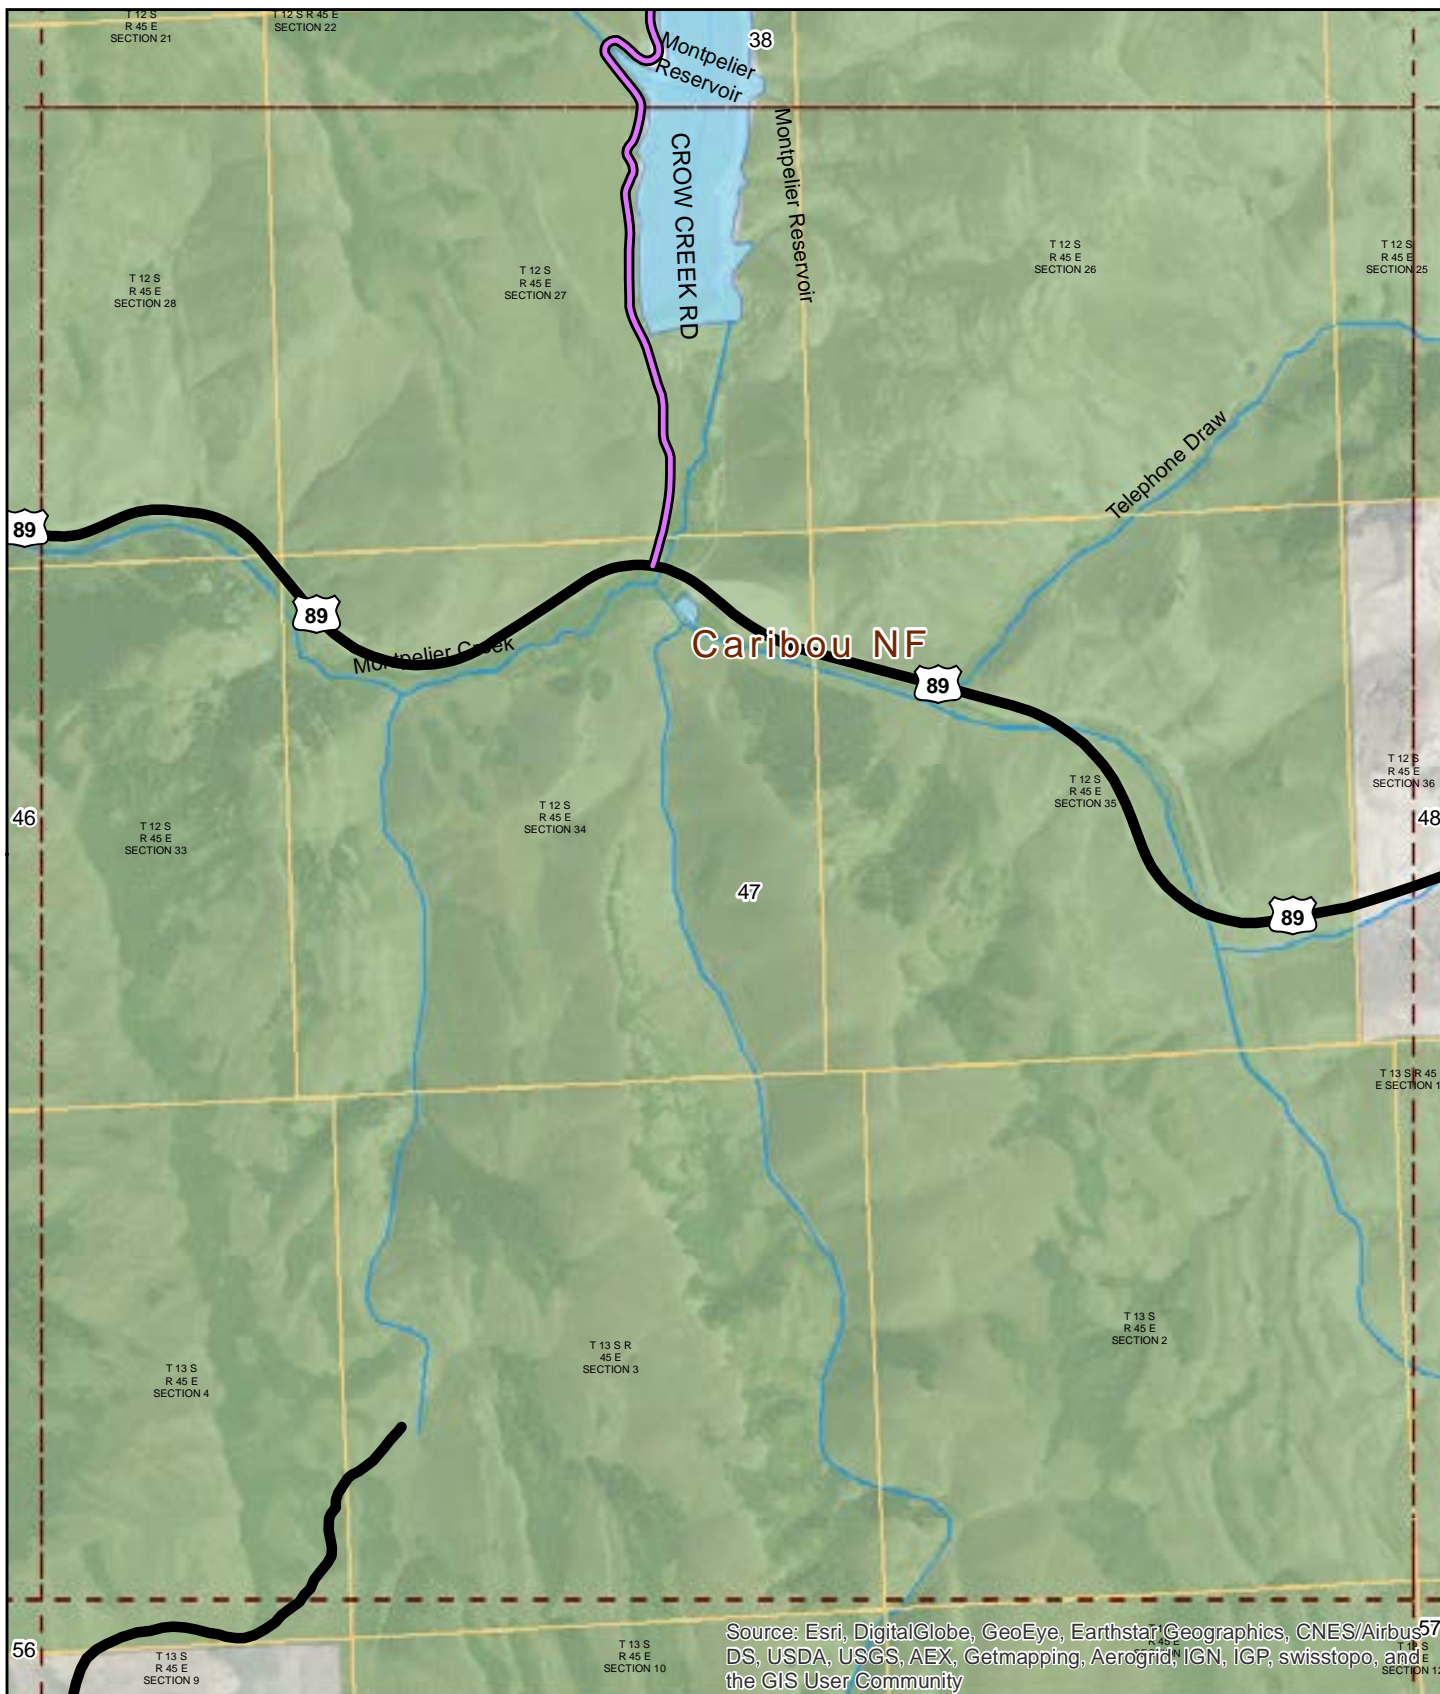 T 12 S
R 45 E
SECTION 21
T 12 S R 45 E
SECTION 22
38
Montpelier
Reservoir
CROW CREEK RD
Montpelier Reservoir
T 12 S
R 45 E
SECTION 28
T 12 S
R 45 E
SECTION 27
T 12 S
R 45 E
SECTION 26
T 12 S
R 45 E
SECTION 25
Telephone Draw
89
89
Montpelier Creek
Caribou NF
89
T 12 S
R 45 E
SECTION 36
T 12 S
R 45 E
SECTION 35
46
48
T 12 S
R 45 E
SECTION 33
T 12 S
R 45 E
SECTION 34
47
89
T 13 S R 45
E SECTION 1
T 13 S
R 45 E
SECTION 2
T 13 S R
45 E
SECTION 3
T 13 S
R 45 E
SECTION 4
56
57
T 13 S
R 45 E
SECTION 9
T 13 S
R 45 E
SECTION 10
Source: Esri, DigitalGlobe, GeoEye, Earthstar Geographics, CNES/Airbus
DS, USDA, USGS, AEX, Getmapping, Aerogrid, IGN, IGP, swisstopo, and
the GIS User Community